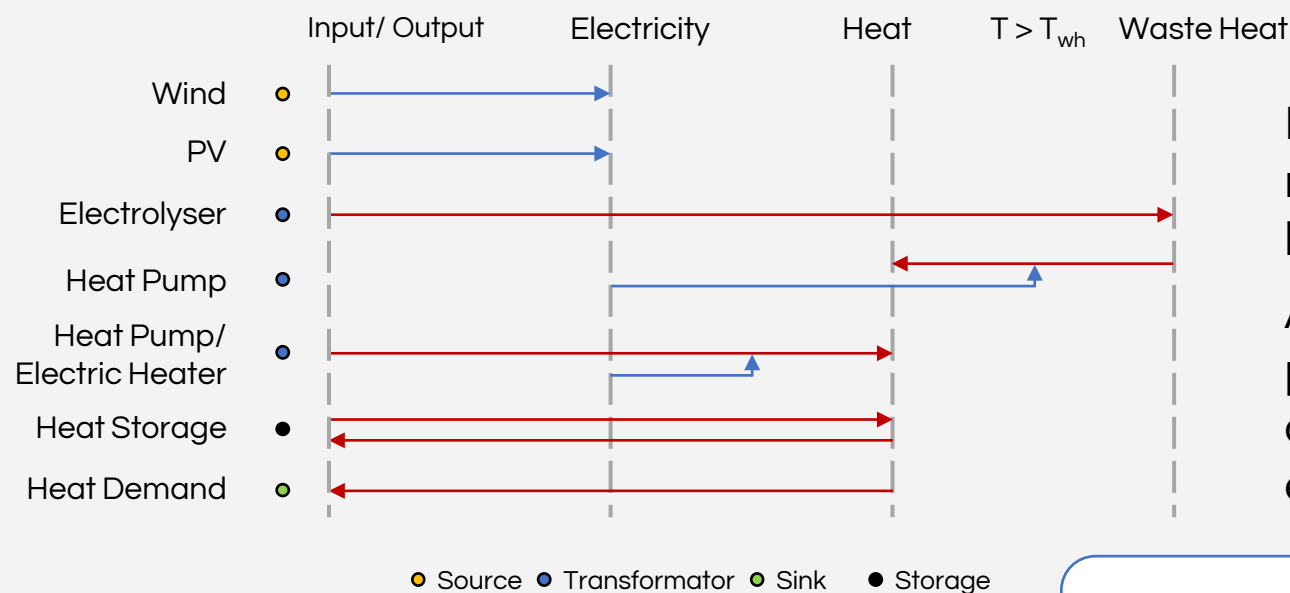 Input/ Output Electricity Heat T > Twh Waste Heat
Wind
PV
Electrolyser
Heat Pump
Heat Pump/
Electric Heater
Heat Storage
Heat Demand
Source Transformator Sink Storage